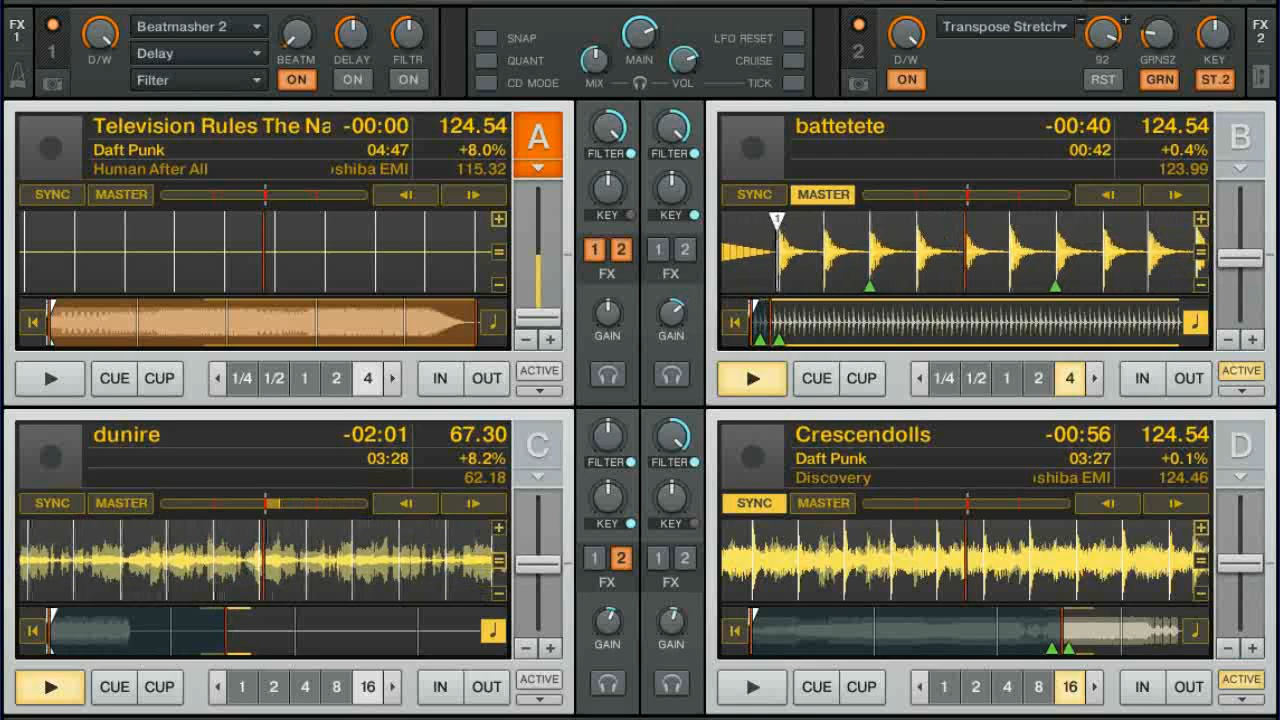 FX 1
1
D/W
Beatmasher 2
Delay
Filter
BEATM
DELAY
FILTR
ON
ON
ON
SNAP
QUANT
CD MODE
MIX
MAIN
VOL
LFO RESET
CRUISE
TICK
2
D/W
ON
Transpose Stretch
−
+
92
GRNSZ
KEY
RST
GRN
ST.2
FX 2
Television Rules The Na -00:00 124.54
Daft Punk 04:47 +8.0%
Human After All oshiba EMI 115.32
A
SYNC MASTER
CUE CUP
1/4 1/2 1 2 4
IN OUT
ACTIVE
FILTER FILTER
KEY KEY
1 2 1 2
FX FX
GAIN GAIN
battetete -00:40 124.54
00:42 +0.4%
123.99
B
SYNC MASTER
1
CUE CUP
1/4 1/2 1 2 4
IN OUT
ACTIVE
dunire -02:01 67.30
03:28 +8.2%
62.18
C
SYNC MASTER
CUE CUP
1 2 4 8 16
IN OUT
ACTIVE
FILTER FILTER
KEY KEY
1 2 1 2
FX FX
GAIN GAIN
Crescendolls -00:56 124.54
Daft Punk 03:27 +0.1%
Discovery oshiba EMI 124.46
D
SYNC MASTER
CUE CUP
1 2 4 8 16
IN OUT
ACTIVE